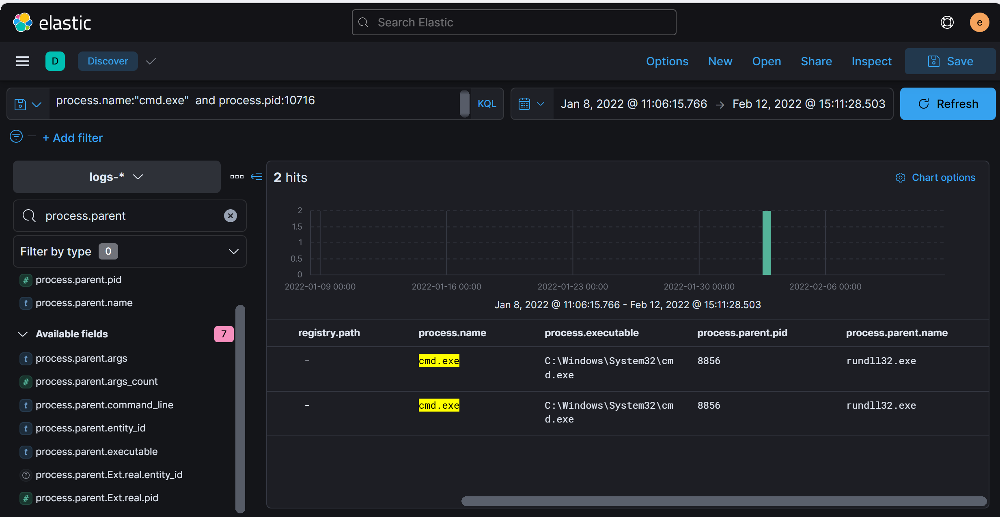 elastic
Search Elastic
e
D
Discover
Options
New
Open
Share
Inspect
Save
process.name:"cmd.exe"  and process.pid:10716
KQL
Jan 8, 2022 @ 11:06:15.766 → Feb 12, 2022 @ 15:11:28.503
Refresh
+ Add filter
logs-*
process.parent
Filter by type 0
process.parent.pid
process.parent.name
Available fields 7
process.parent.args
process.parent.args_count
process.parent.command_line
process.parent.entity_id
process.parent.executable
process.parent.Ext.real.entity_id
process.parent.Ext.real.pid
2 hits
Chart options
2
1.5
1
0.5
0
2022-01-09 00:00
2022-01-16 00:00
2022-01-23 00:00
2022-01-30 00:00
2022-02-06 00:00
Jan 8, 2022 @ 11:06:15.766 - Feb 12, 2022 @ 15:11:28.503
registry.path process.name process.executable process.parent.pid process.parent.name
- cmd.exe C:\Windows\System32\cm 8856 rundll32.exe
d.exe
- cmd.exe C:\Windows\System32\cm 8856 rundll32.exe
d.exe